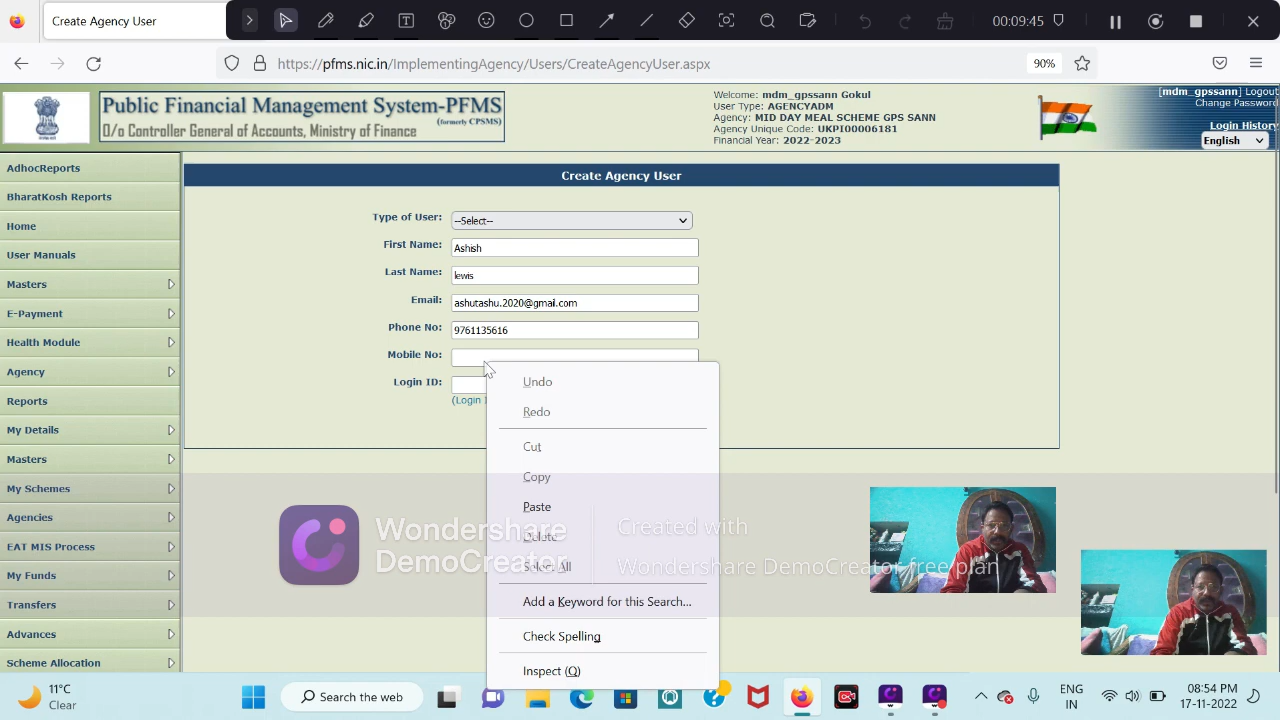 Create Agency User
T
00:09:45
https://pfms.nic.in/ImplementingAgency/Users/CreateAgencyUser.aspx
90%
Public Financial Management System-PFMS
(formerly CPSMS)
O/o Controller General of Accounts, Ministry of Finance
Welcome: mdm_gpssann Gokul
User Type: AGENCYADM
Agency: MID DAY MEAL SCHEME GPS SANN
Agency Unique Code: UKPI00006181
Financial Year: 2022-2023
[mdm_gpssann] Logout
Change Password
Login History
English
AdhocReports
BharatKosh Reports
Home
User Manuals
Masters
E-Payment
Health Module
Agency
Reports
My Details
Masters
My Schemes
Agencies
EAT MIS Process
My Funds
Transfers
Advances
Scheme Allocation
Create Agency User
Type of User: --Select--
First Name: Ashish
Last Name: lewis
Email: ashutashu.2020@gmail.com
Phone No: 9761135616
Mobile No:
Login ID:
(Login
Undo
Redo
Cut
Copy
Paste
Delete
Select All
Add a Keyword for this Search...
Check Spelling
Inspect (Q)
Wondershare
DemoCreator
Created with
Wondershare DemoCreator free plan
11°C
Clear
Search the web
ENG
IN
08:54 PM
17-11-2022